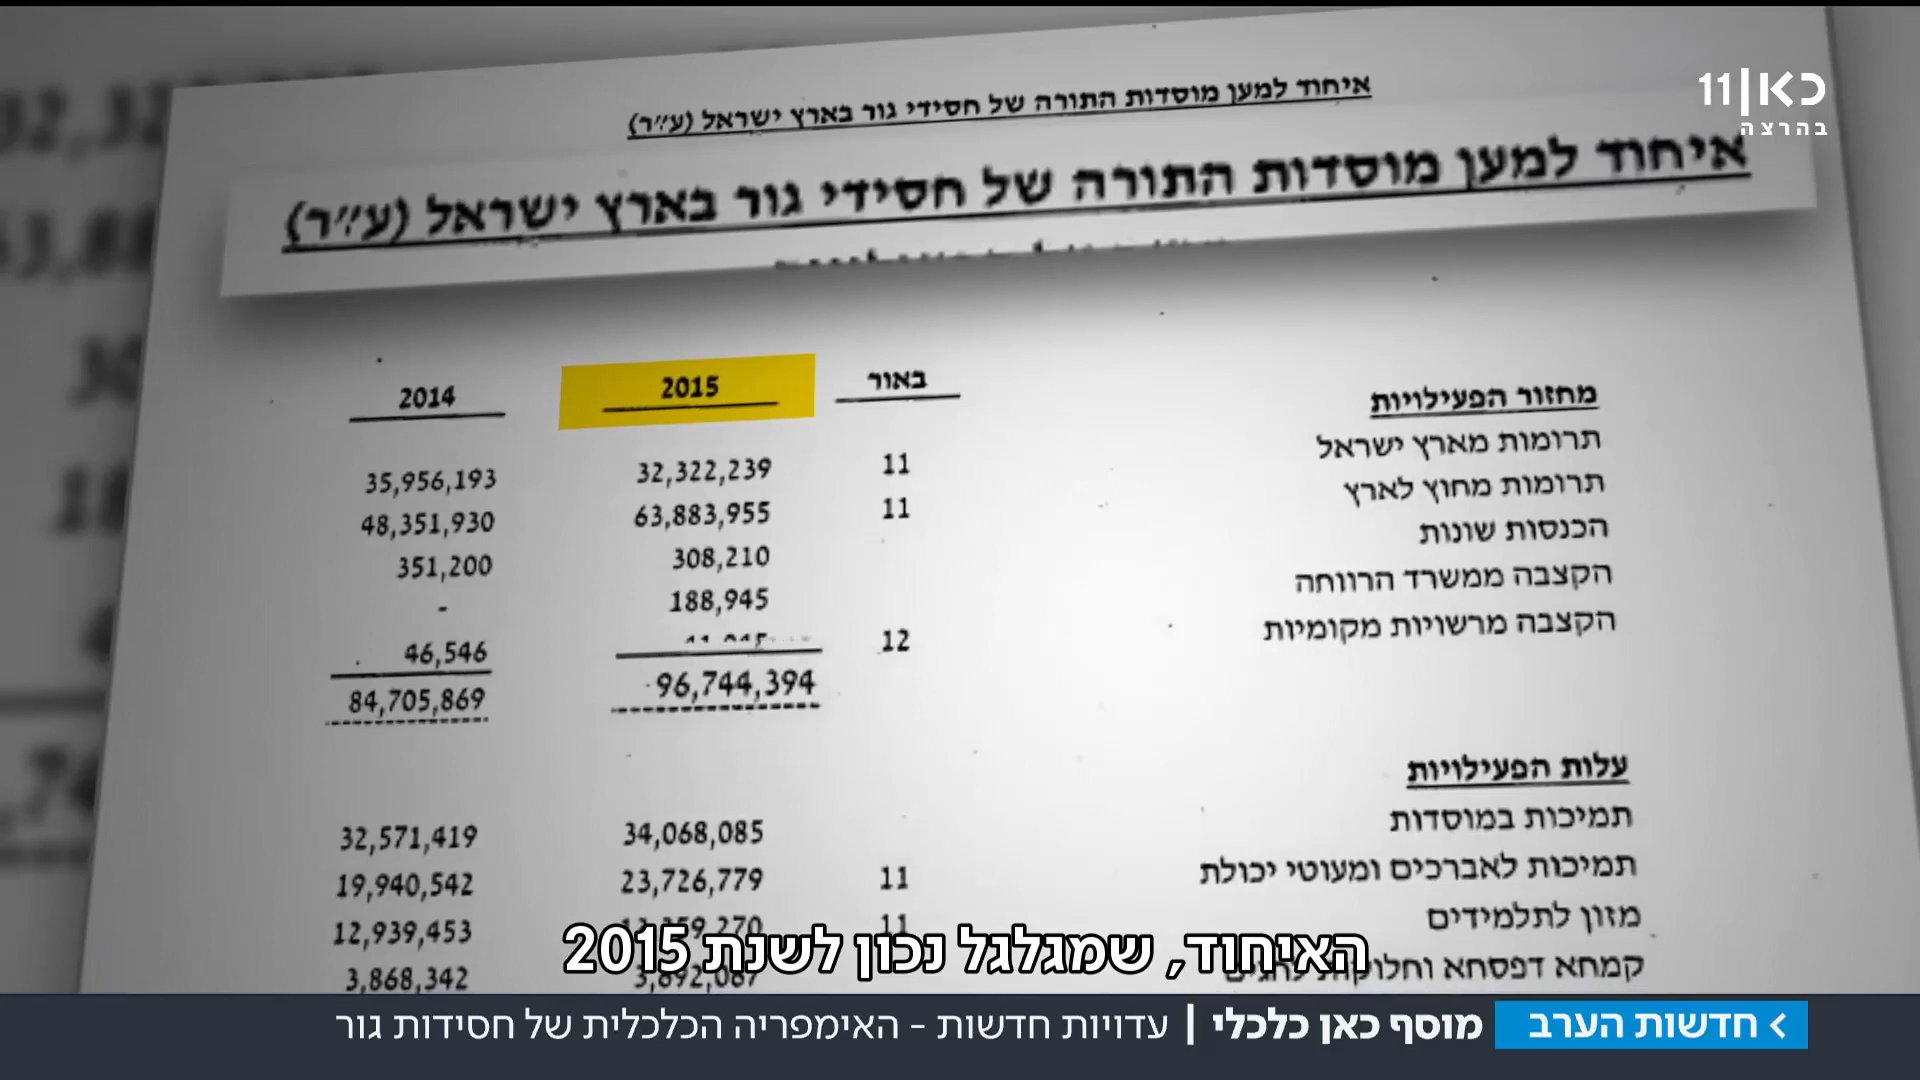 כאן 11
בהרצה
איחוד למען מוסדות התורה של חסידי גור בארץ ישראל (ע״ר)
איחוד למען מוסדות התורה של חסידי גור בארץ ישראל (ע״ר)
באור 2015 2014
מחזור הפעילויות
תרומות מארץ ישראל 11 32,322,239 35,956,193
תרומות מחוץ לארץ 11 63,883,955 48,351,930
הכנסות שונות 308,210 351,200
הקצבה ממשרד הרווחה 188,945 -
הקצבה מרשויות מקומיות 12 46,546
96,744,394 84,705,869
עלות הפעילויות
תמיכות במוסדות 34,068,085 32,571,419
תמיכות לאברכים ומעוטי יכולת 11 23,726,779 19,940,542
מזון לתלמידים 11 12,939,453
קמחא דפסחא 3,868,342
האיחוד, שמגלגל נכון לשנת 2015
חדשות הערב מוסף כאן כלכלי | עדויות חדשות - האימפריה הכלכלית של חסידות גור